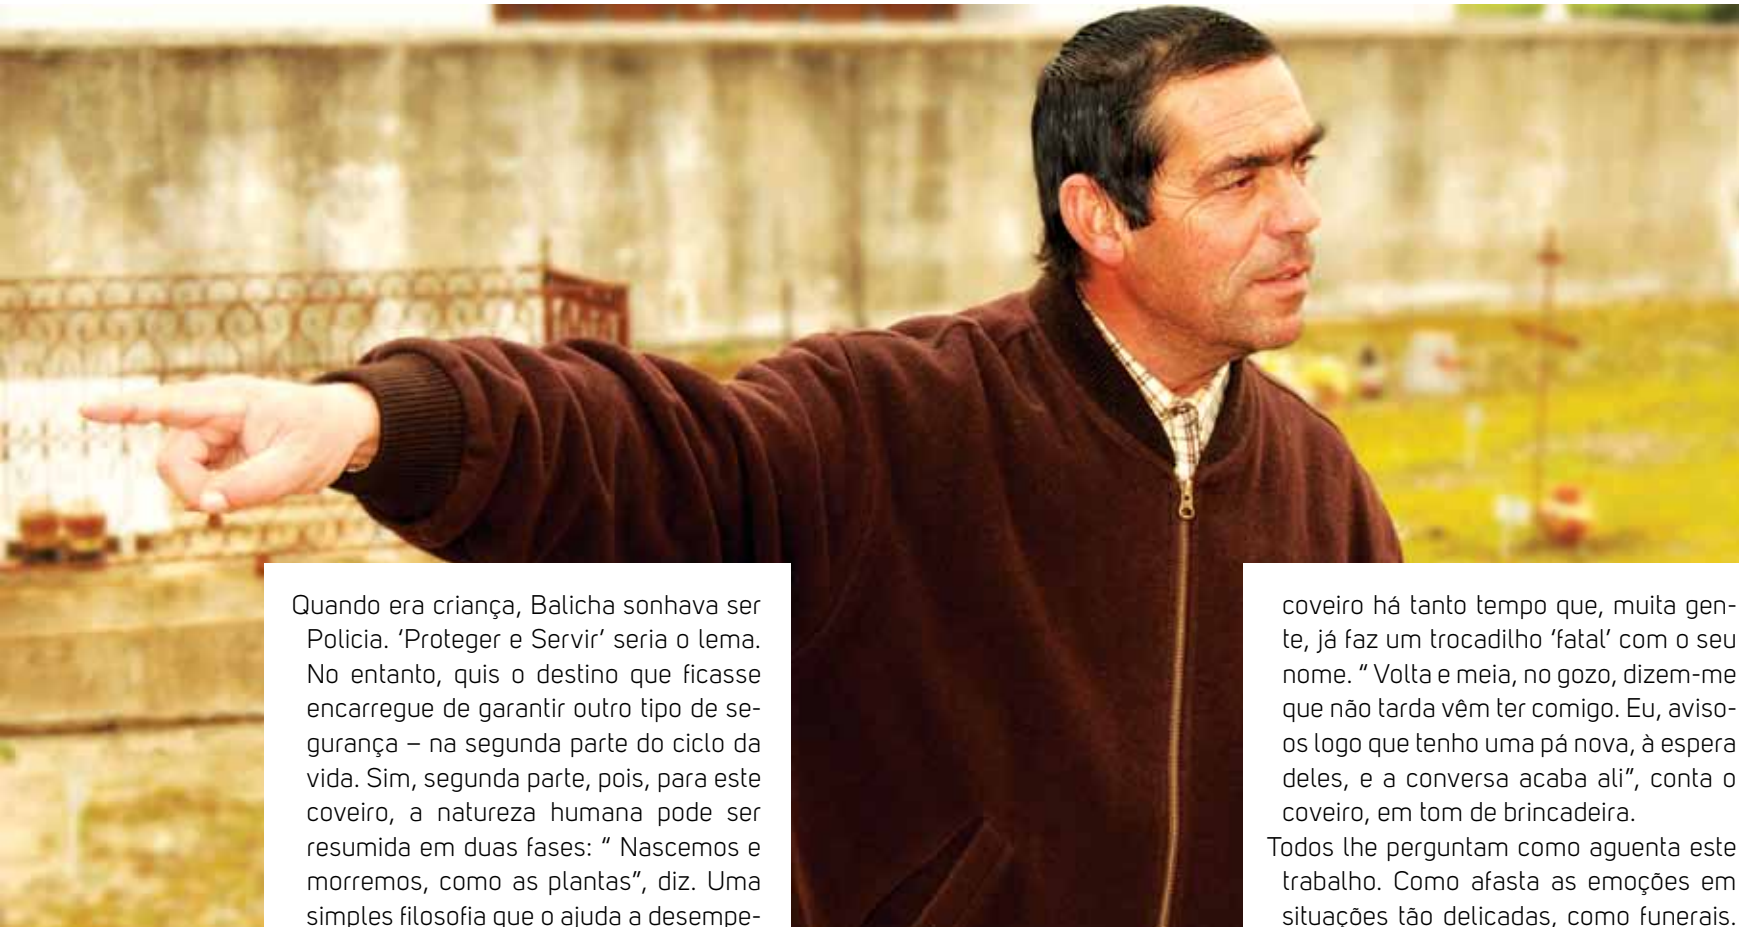 Quando era criança, Balicha sonhava ser
Policia. ‘Proteger e Servir’ seria o lema.
No entanto, quis o destino que ficasse
encarregue de garantir outro tipo de se-
gurança – na segunda parte do ciclo da
vida. Sim, segunda parte, pois, para este
coveiro, a natureza humana pode ser
resumida em duas fases: “ Nascemos e
morremos, como as plantas”, diz. Uma
simples filosofia que o ajuda a desempe-
coveiro há tanto tempo que, muita gen-
te, já faz um trocadilho ‘fatal’ com o seu
nome. “ Volta e meia, no gozo, dizem-me
que não tarda vêm ter comigo. Eu, aviso-
os logo que tenho uma pá nova, à espera
deles, e a conversa acaba ali”, conta o
coveiro, em tom de brincadeira.
Todos lhe perguntam como aguenta este
trabalho. Como afasta as emoções em
situações tão delicadas, como funerais.